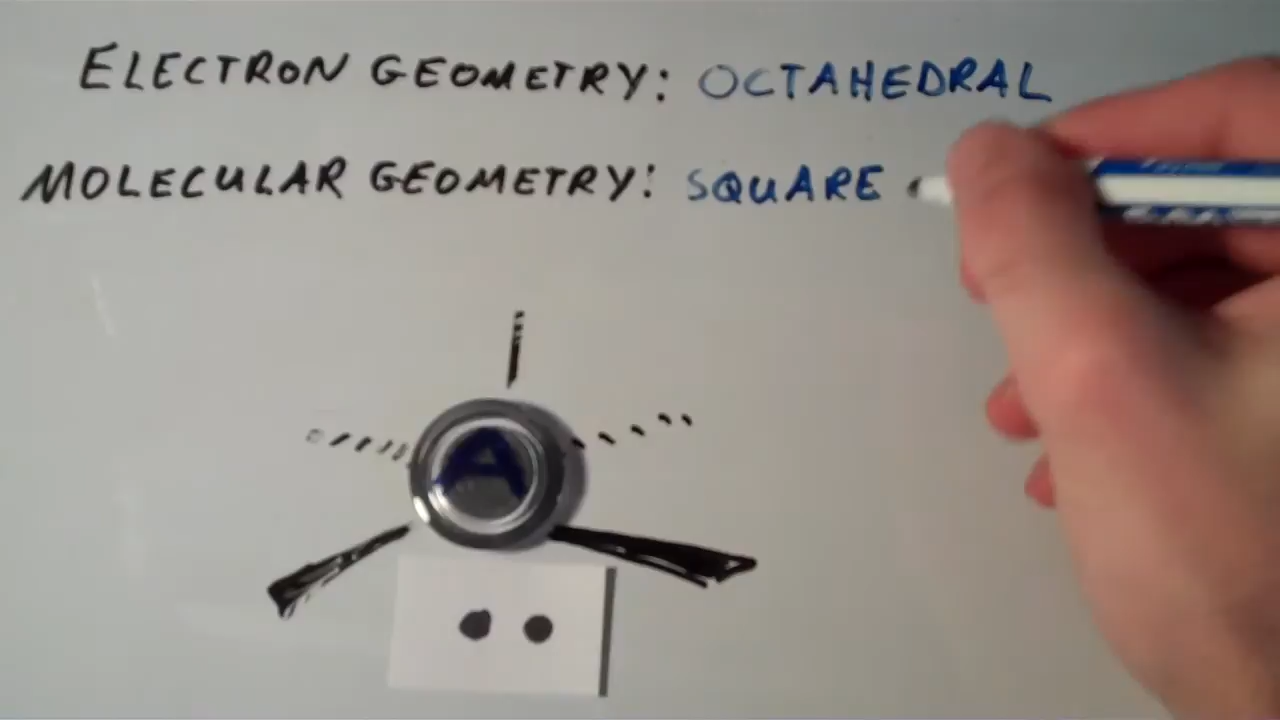 ELECTRON GEOMETRY: OCTAHEDRAL
MOLECULAR GEOMETRY: SQUARE
A